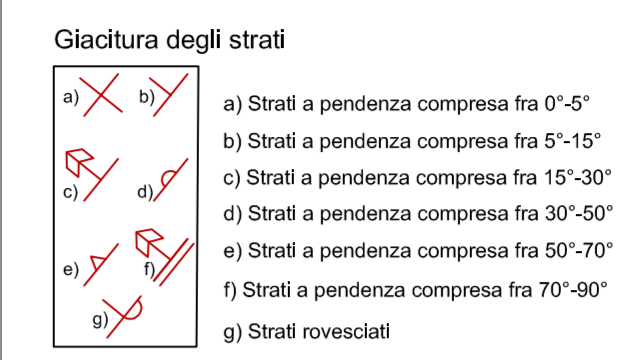 Giacitura degli strati
a)
b)
c)
d)
e)
f)
g)
a) Strati a pendenza compresa fra 0°-5°
b) Strati a pendenza compresa fra 5°-15°
c) Strati a pendenza compresa fra 15°-30°
d) Strati a pendenza compresa fra 30°-50°
e) Strati a pendenza compresa fra 50°-70°
f) Strati a pendenza compresa fra 70°-90°
g) Strati rovesciati